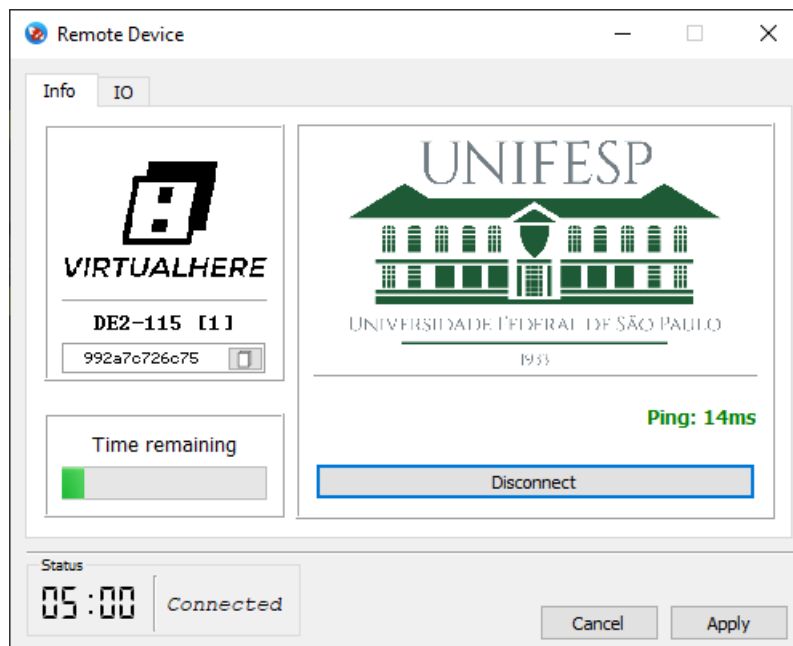 Remote Device
Info
IO
VIRTUALHERE
DE2-115 [1]
992a7c726c75
Time remaining
UNIFESP
UNIVERSIDADE FEDERAL DE SÃO PAULO
1933
Ping: 14ms
Disconnect
Status
05:00
Connected
Cancel
Apply